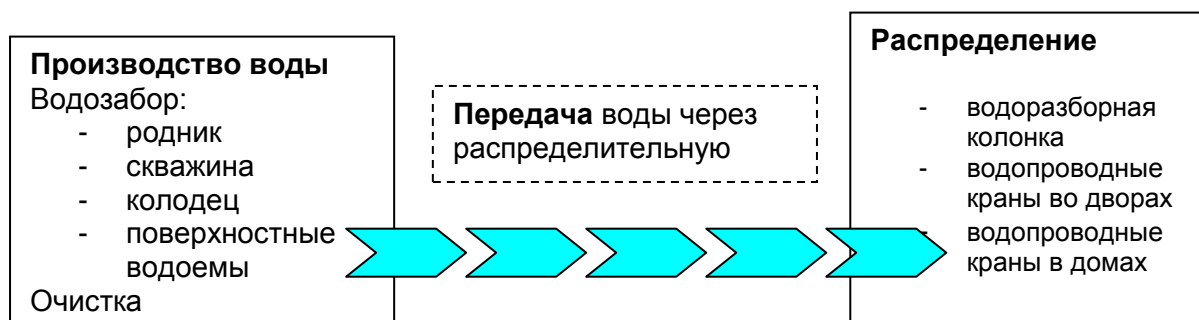 Производство воды
Водозабор:
- родник
- скважина
- колодец
- поверхностные
водоемы
Очистка
Передача воды через
распределительную
Распределение
- водоразборная
колонка
- водопроводные
краны во дворах
- водопроводные
краны в домах